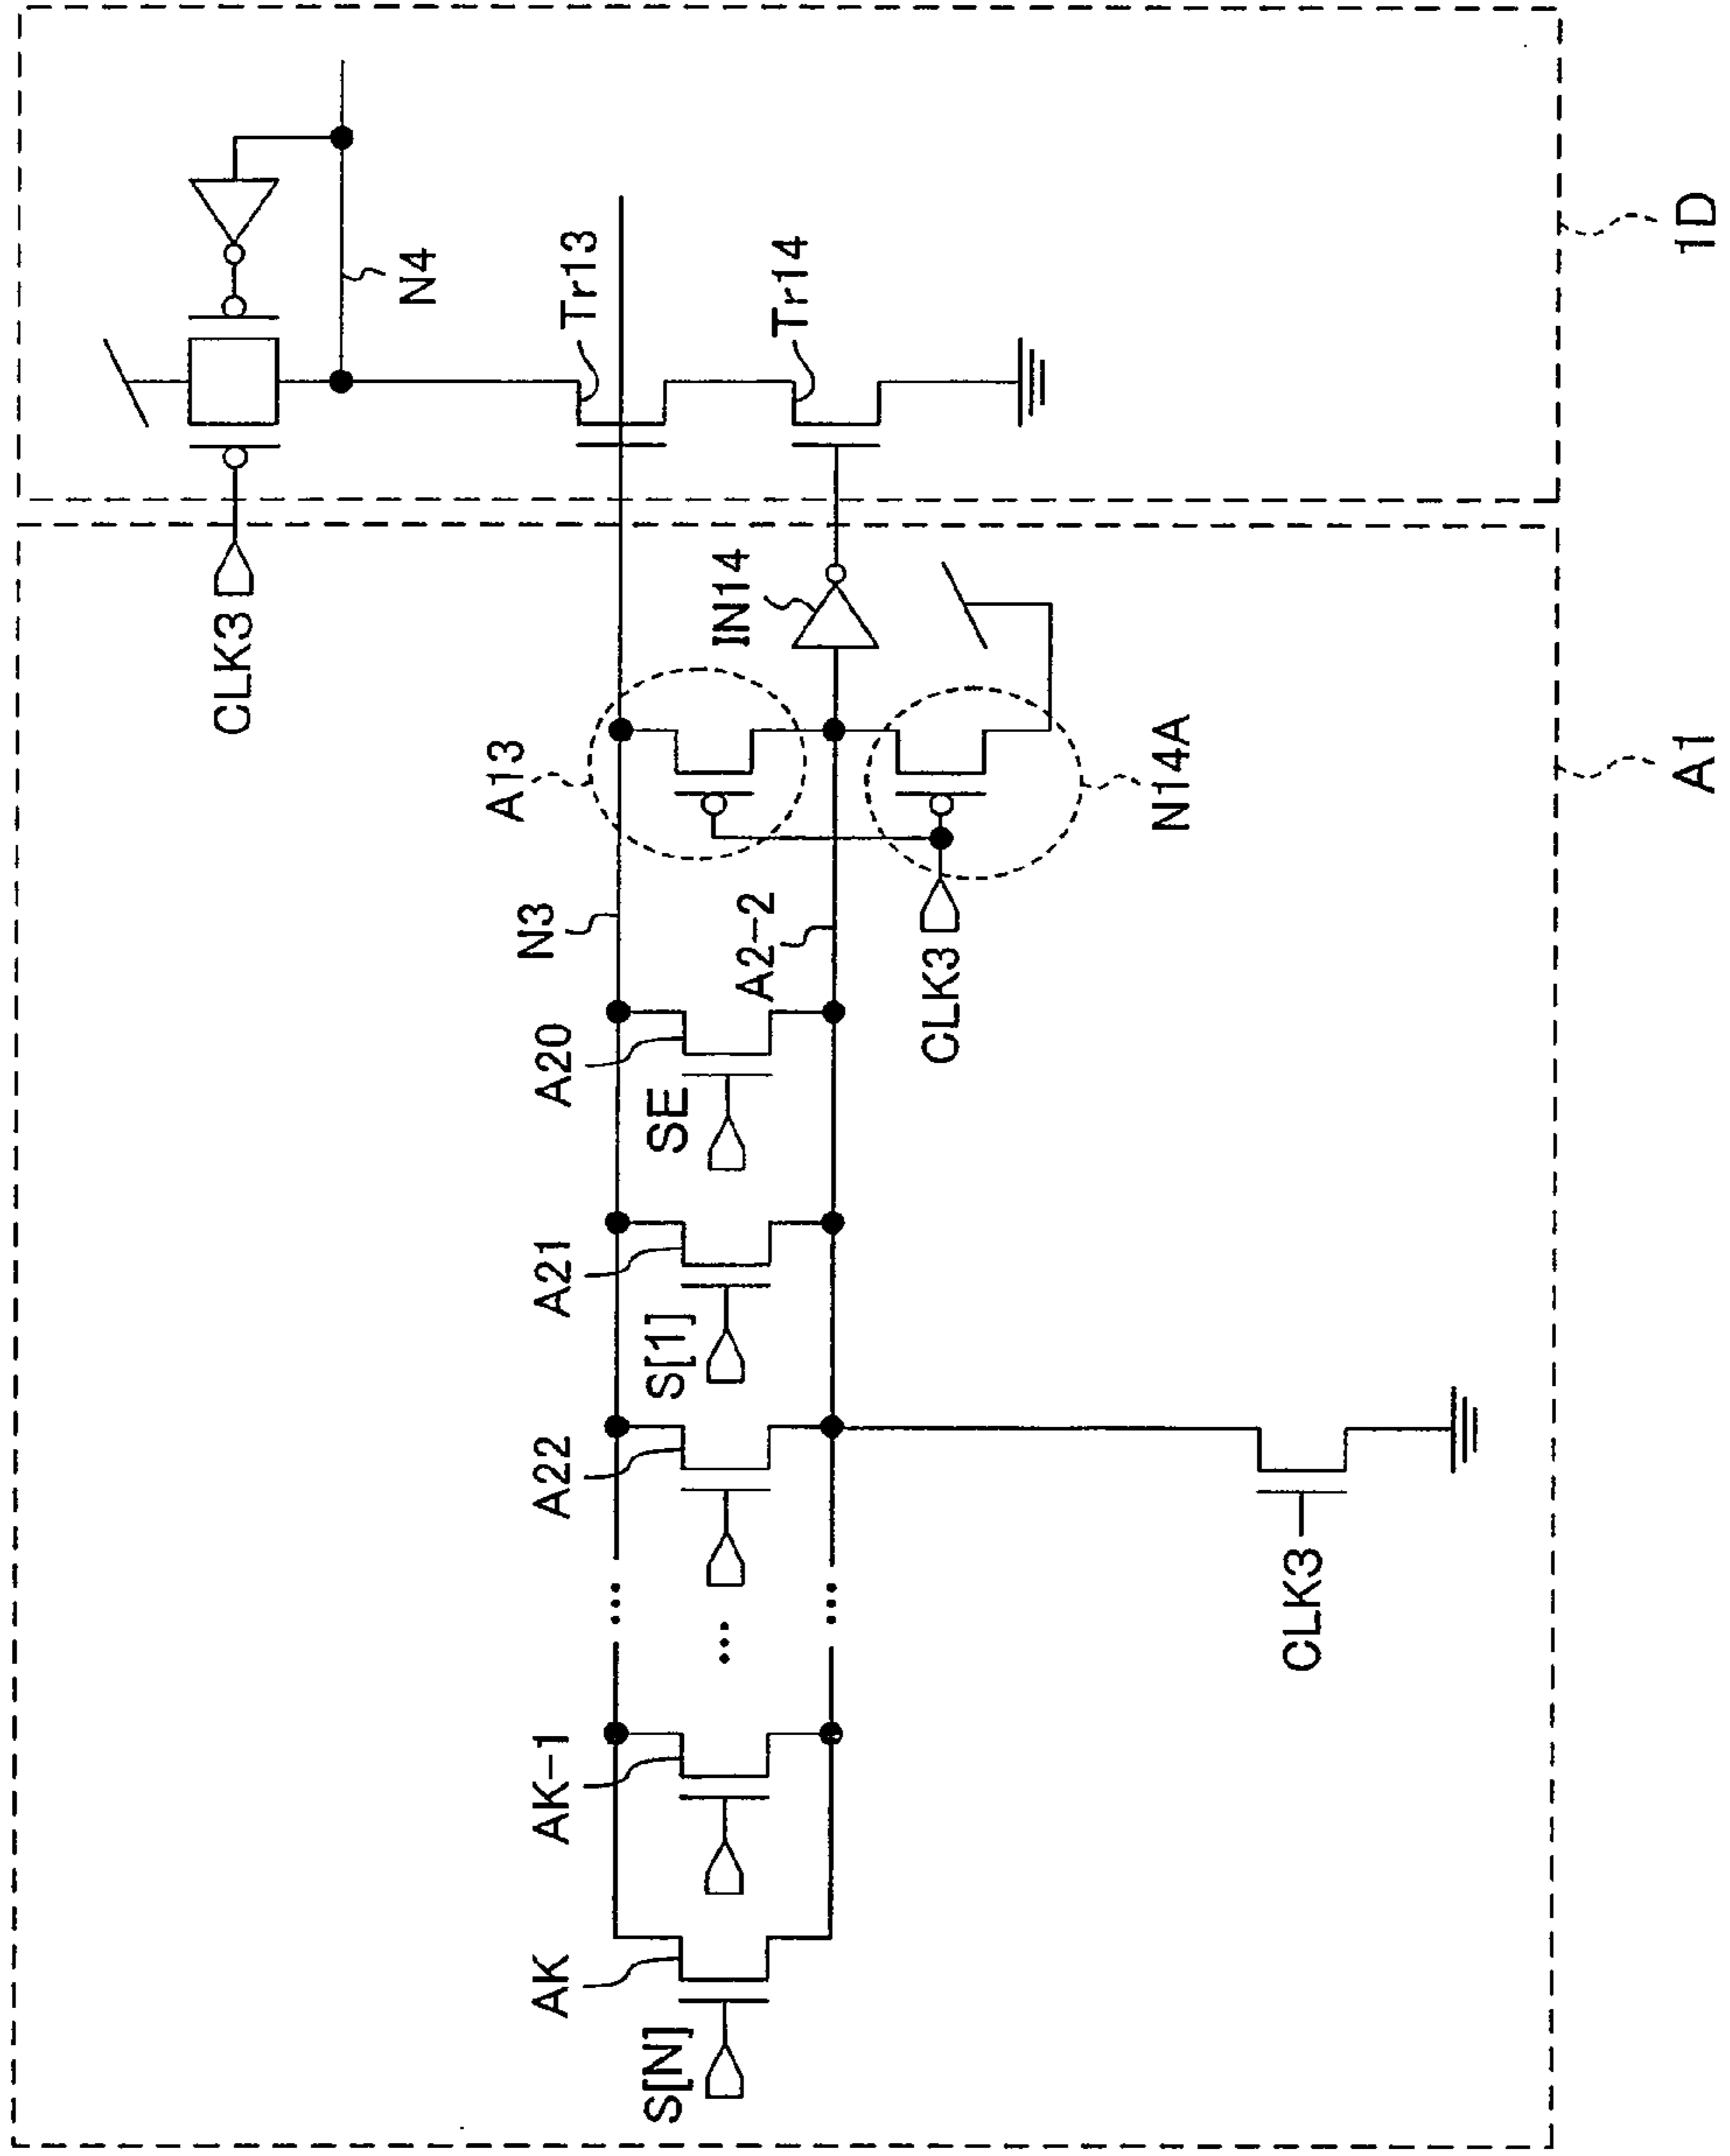 CLK3
N4
Tr13
Tr14
1D
A13
IN14
N14A
A1
N3
A2-2
CLK3
A20
SE
A21
S[1]
A22
...
...
...
CLK3
AK-1
AK
S[N]